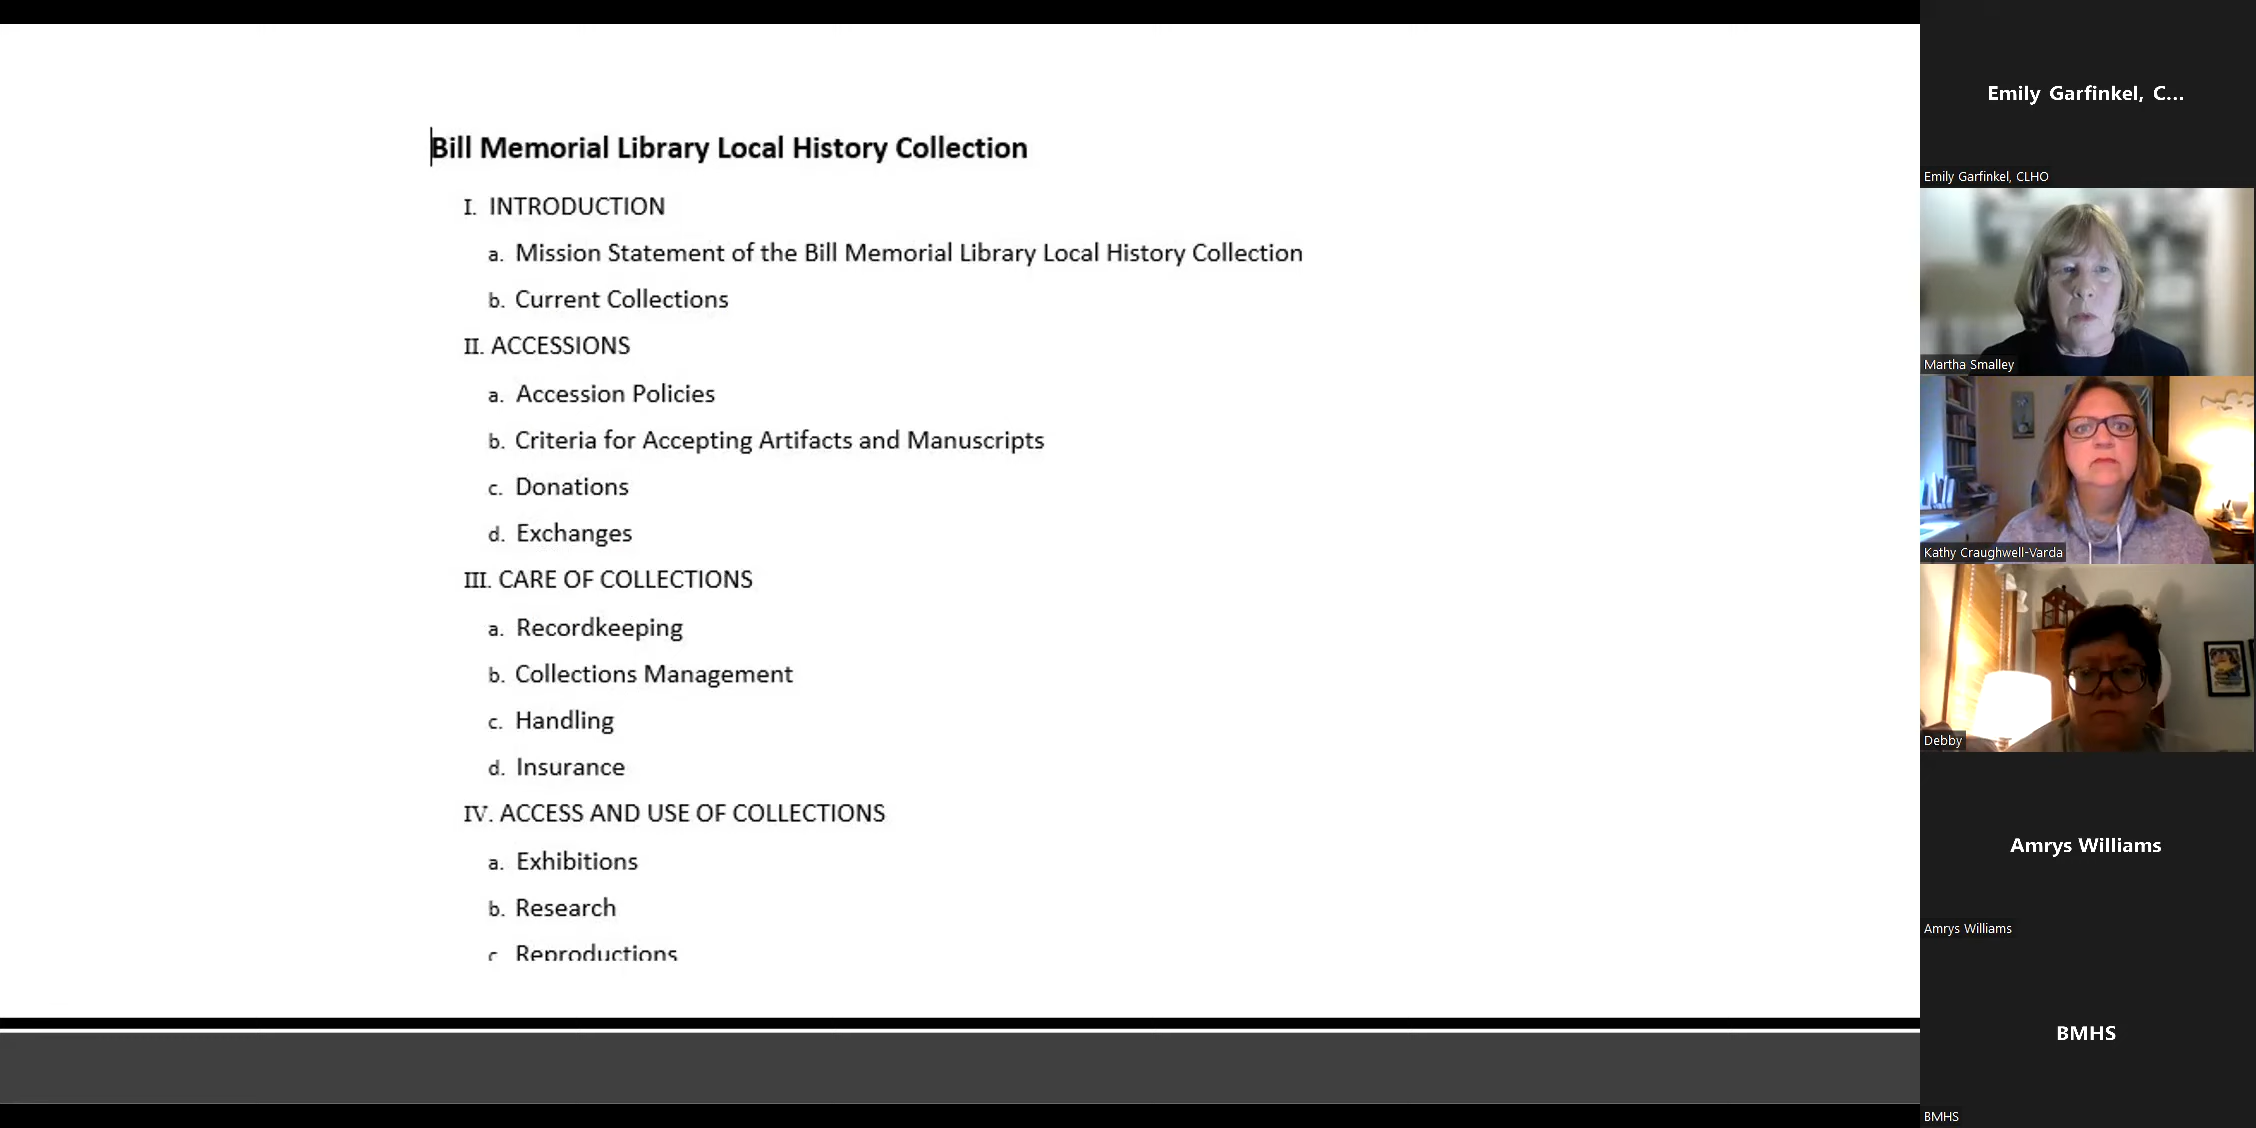 Bill Memorial Library Local History Collection
I. INTRODUCTION
a. Mission Statement of the Bill Memorial Library Local History Collection
b. Current Collections
II. ACCESSIONS
a. Accession Policies
b. Criteria for Accepting Artifacts and Manuscripts
c. Donations
d. Exchanges
III. CARE OF COLLECTIONS
a. Recordkeeping
b. Collections Management
c. Handling
d. Insurance
IV. ACCESS AND USE OF COLLECTIONS
a. Exhibitions
b. Research
c Reproductions
Emily Garfinkel, C...
Emily Garfinkel, CLHO
Martha Smalley
Kathy Craughwell-Varda
Debby
Amrys Williams
Amrys Williams
BMHS
BMHS